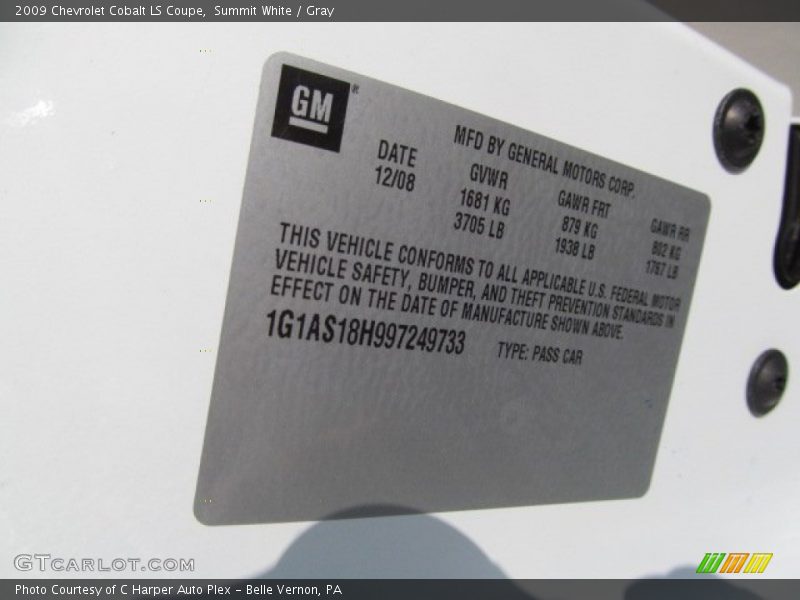 2009 Chevrolet Cobalt LS Coupe, Summit White / Gray
GM®
MFD BY GENERAL MOTORS CORP.
DATE GVWR GAWR FRT GAWR RR
12/08 1681 KG 879 KG 802 KG
3705 LB 1938 LB 1767 LB
THIS VEHICLE CONFORMS TO ALL APPLICABLE U.S. FEDERAL MOTOR
VEHICLE SAFETY, BUMPER, AND THEFT PREVENTION STANDARDS IN
EFFECT ON THE DATE OF MANUFACTURE SHOWN ABOVE.
1G1AS18H997249733 TYPE: PASS CAR
GTCARLOT.COM
Photo Courtesy of C Harper Auto Plex - Belle Vernon, PA